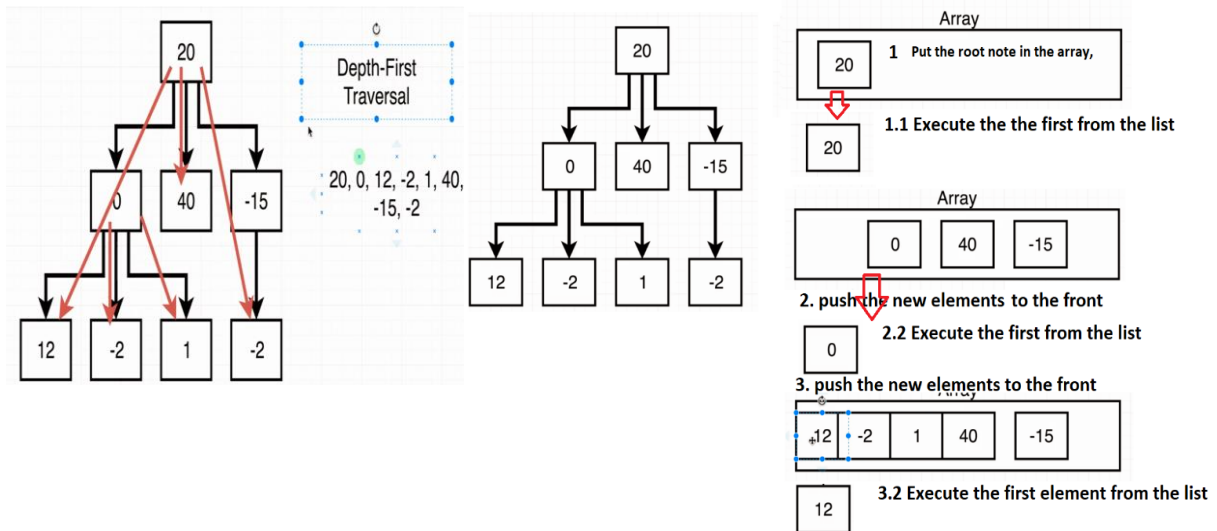 20
Depth-First
Traversal
0
40
-15
20, 0, 12, -2, 1, 40,
-15, -2
12
-2
1
-2
20
0
40
-15
12
-2
1
-2
Array
20
1 Put the root note in the array,
1.1 Execute the the first from the list
20
Array
0
40
-15
2. push the new elements to the front
2.2 Execute the first from the list
0
3. push the new elements to the front
Array
12
-2
1
40
-15
3.2 Execute the first element from the list
12